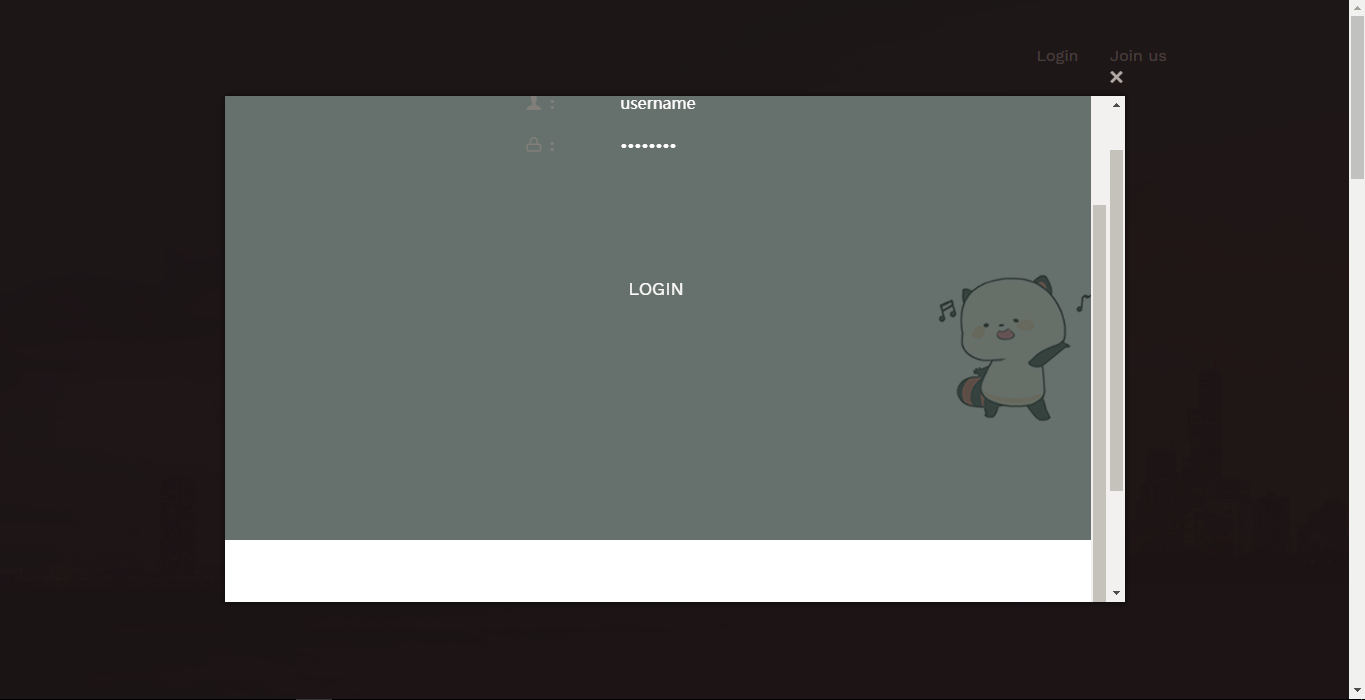 Login Join us
×
: username
: ••••••••
LOGIN